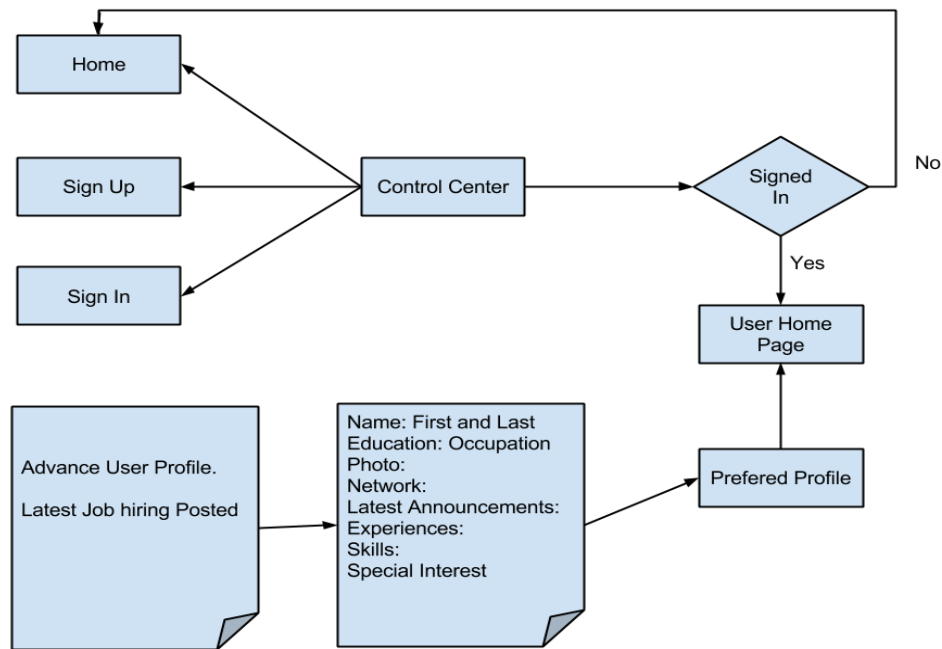 Home
Sign Up
Control Center
Signed
In
No
Sign In
Yes
User Home
Page
Advance User Profile.
Latest Job hiring Posted
Name: First and Last
Education: Occupation
Photo:
Network:
Latest Announcements:
Experiences:
Skills:
Special Interest
Prefered Profile